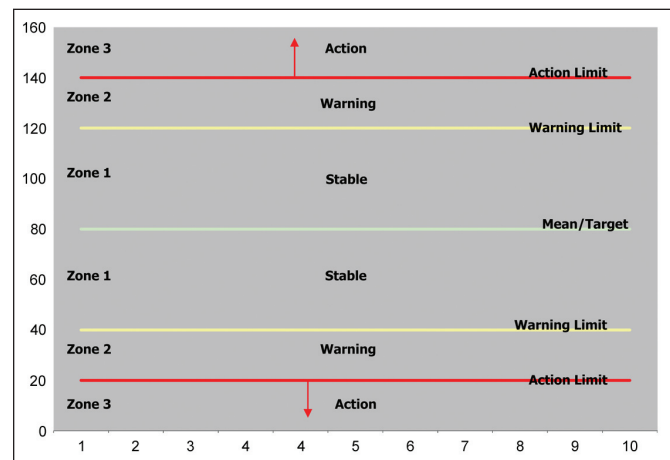 160
Zone 3 Action
140
Action Limit
Zone 2
Warning
120
Warning Limit
Zone 1
100
Stable
Mean/Target
80
Zone 1 Stable
60
Warning Limit
40
Zone 2 Warning
20
Action Limit
Zone 3 Action
0
1 2 3 4 4 5 6 7 8 9 10